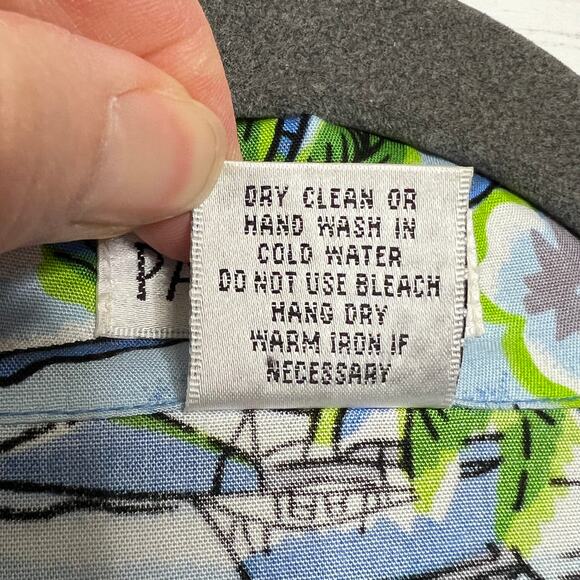 DRY CLEAN OR
HAND WASH IN
COLD WATER
DO NOT USE BLEACH
HANG DRY
WARM IRON IF
NECESSARY